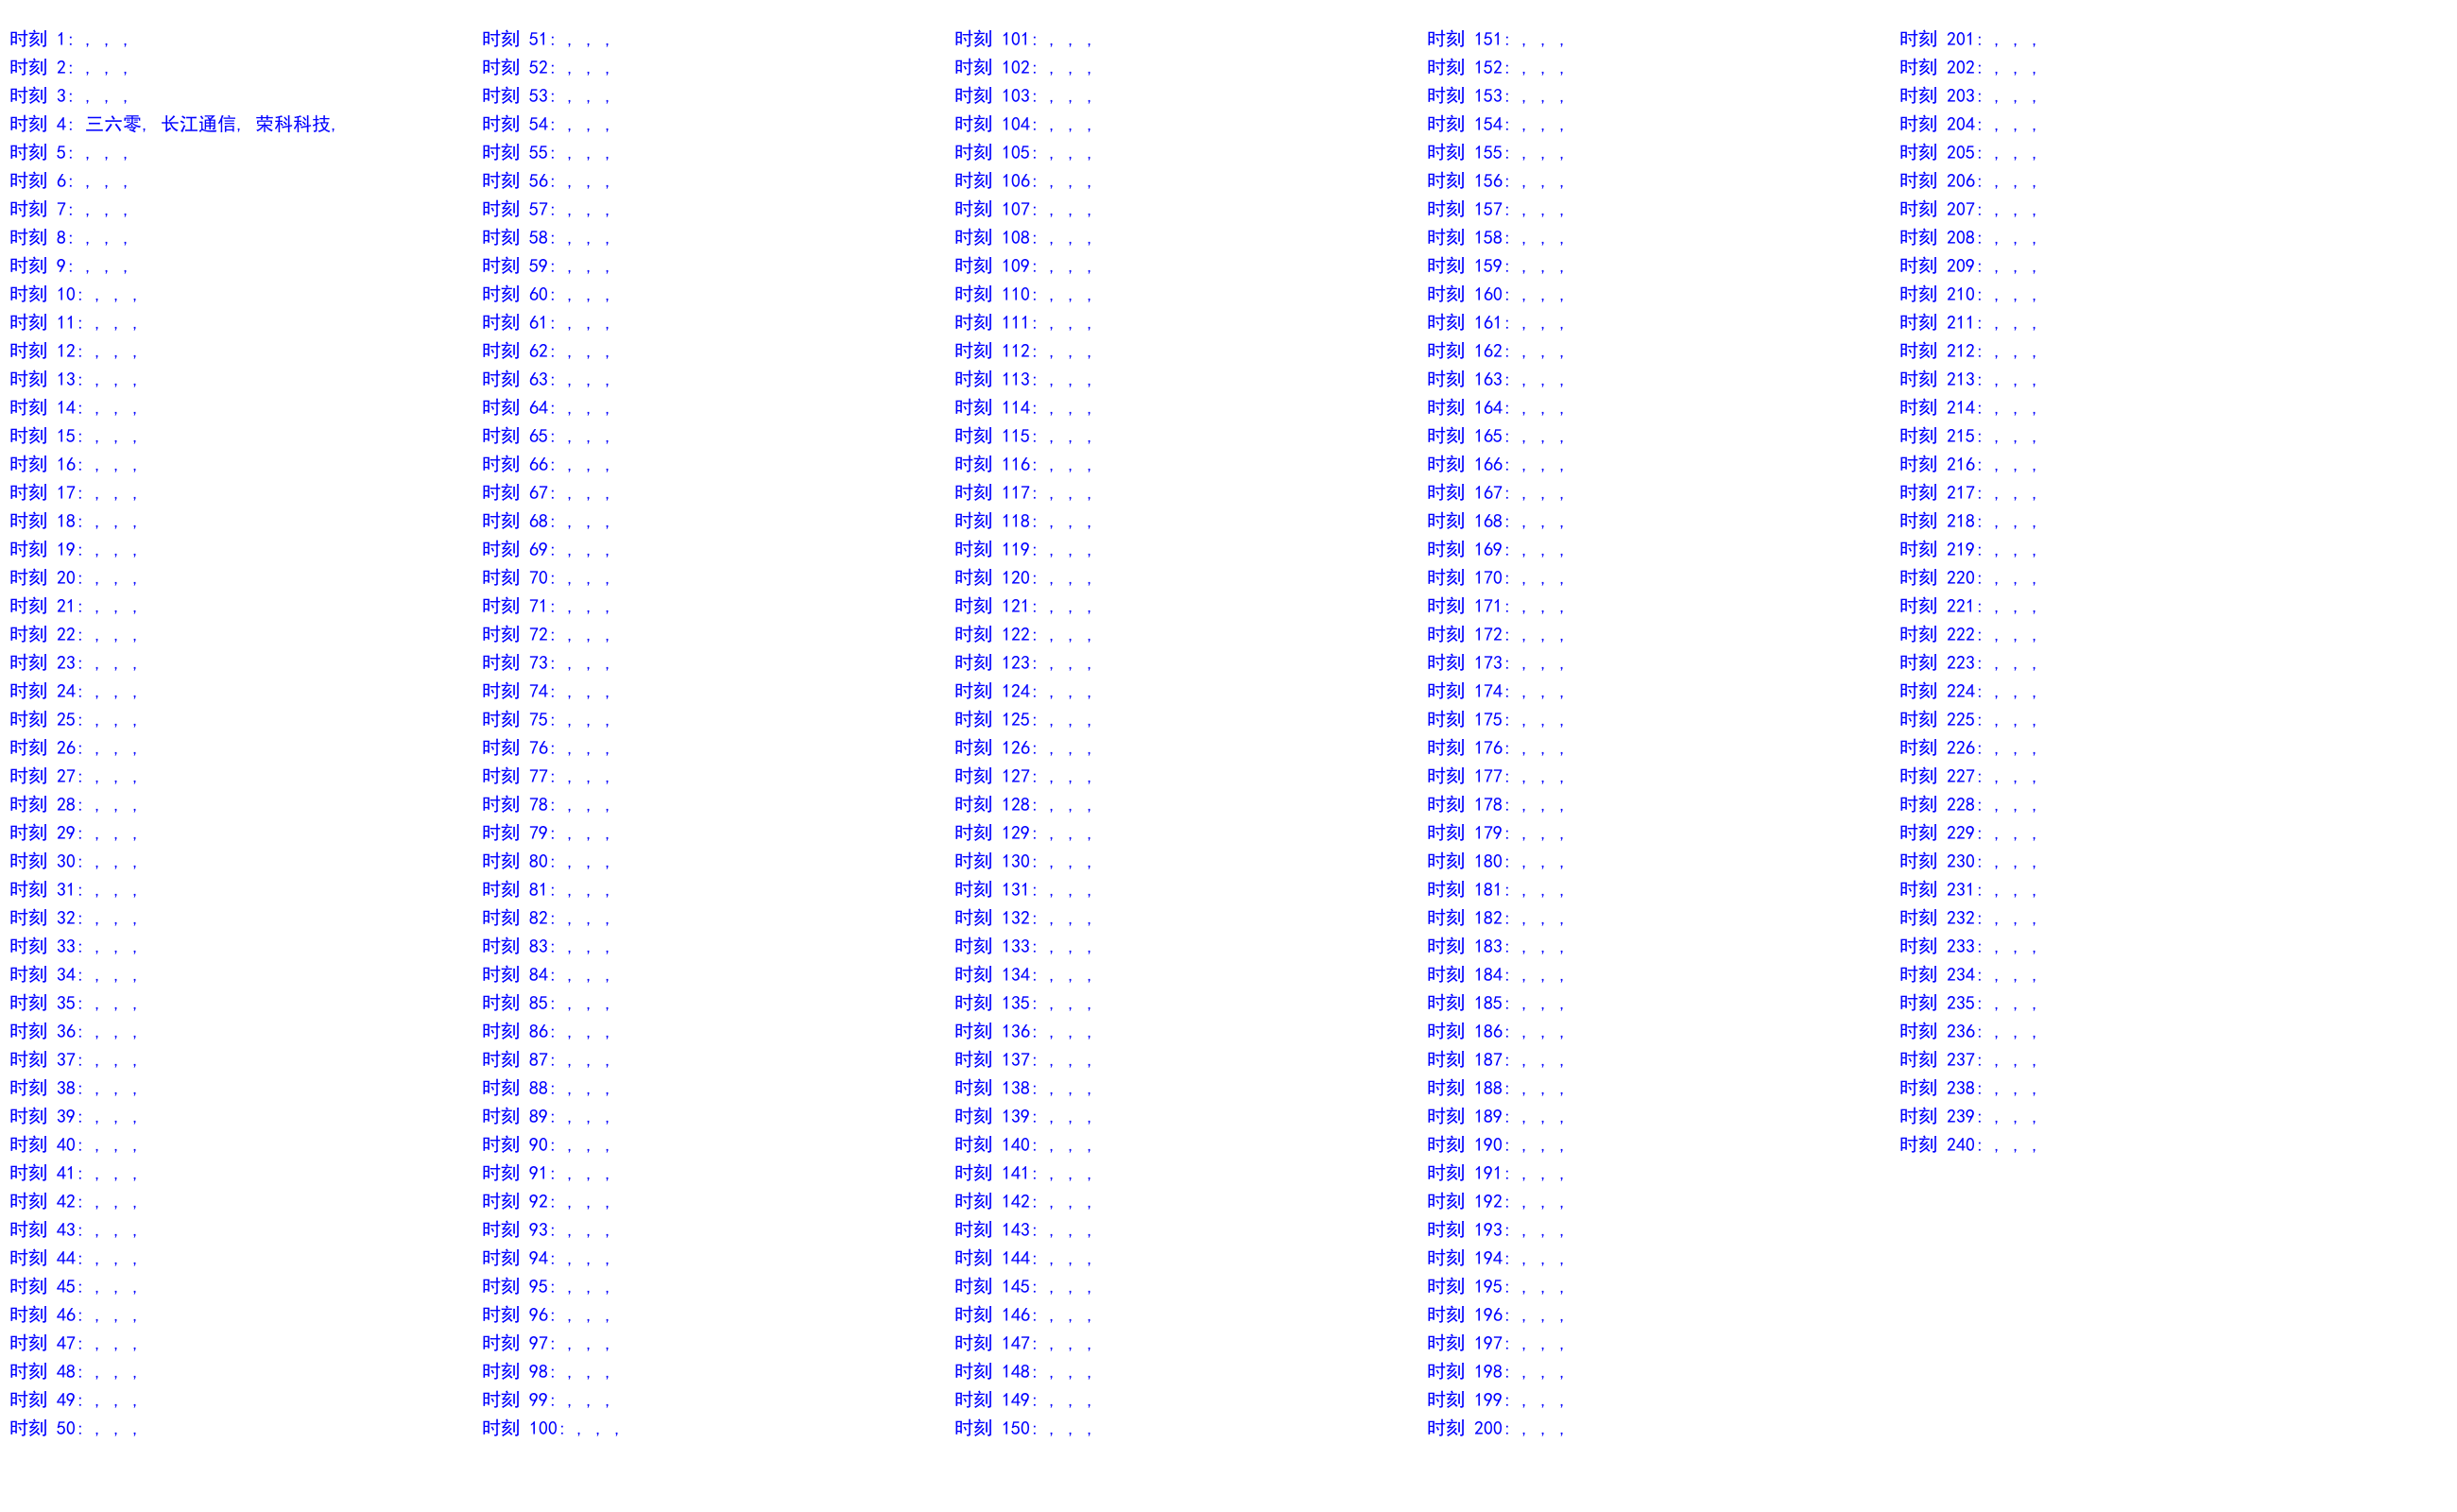 时刻 1: , , ,
时刻 2: , , ,
时刻 3: , , ,
时刻 4: 三六零, 长江通信, 荣科科技,
时刻 5: , , ,
时刻 6: , , ,
时刻 7: , , ,
时刻 8: , , ,
时刻 9: , , ,
时刻 10: , , ,
时刻 11: , , ,
时刻 12: , , ,
时刻 13: , , ,
时刻 14: , , ,
时刻 15: , , ,
时刻 16: , , ,
时刻 17: , , ,
时刻 18: , , ,
时刻 19: , , ,
时刻 20: , , ,
时刻 21: , , ,
时刻 22: , , ,
时刻 23: , , ,
时刻 24: , , ,
时刻 25: , , ,
时刻 26: , , ,
时刻 27: , , ,
时刻 28: , , ,
时刻 29: , , ,
时刻 30: , , ,
时刻 31: , , ,
时刻 32: , , ,
时刻 33: , , ,
时刻 34: , , ,
时刻 35: , , ,
时刻 36: , , ,
时刻 37: , , ,
时刻 38: , , ,
时刻 39: , , ,
时刻 40: , , ,
时刻 41: , , ,
时刻 42: , , ,
时刻 43: , , ,
时刻 44: , , ,
时刻 45: , , ,
时刻 46: , , ,
时刻 47: , , ,
时刻 48: , , ,
时刻 49: , , ,
时刻 50: , , ,
时刻 51: , , ,
时刻 52: , , ,
时刻 53: , , ,
时刻 54: , , ,
时刻 55: , , ,
时刻 56: , , ,
时刻 57: , , ,
时刻 58: , , ,
时刻 59: , , ,
时刻 60: , , ,
时刻 61: , , ,
时刻 62: , , ,
时刻 63: , , ,
时刻 64: , , ,
时刻 65: , , ,
时刻 66: , , ,
时刻 67: , , ,
时刻 68: , , ,
时刻 69: , , ,
时刻 70: , , ,
时刻 71: , , ,
时刻 72: , , ,
时刻 73: , , ,
时刻 74: , , ,
时刻 75: , , ,
时刻 76: , , ,
时刻 77: , , ,
时刻 78: , , ,
时刻 79: , , ,
时刻 80: , , ,
时刻 81: , , ,
时刻 82: , , ,
时刻 83: , , ,
时刻 84: , , ,
时刻 85: , , ,
时刻 86: , , ,
时刻 87: , , ,
时刻 88: , , ,
时刻 89: , , ,
时刻 90: , , ,
时刻 91: , , ,
时刻 92: , , ,
时刻 93: , , ,
时刻 94: , , ,
时刻 95: , , ,
时刻 96: , , ,
时刻 97: , , ,
时刻 98: , , ,
时刻 99: , , ,
时刻 100: , , ,
时刻 101: , , ,
时刻 102: , , ,
时刻 103: , , ,
时刻 104: , , ,
时刻 105: , , ,
时刻 106: , , ,
时刻 107: , , ,
时刻 108: , , ,
时刻 109: , , ,
时刻 110: , , ,
时刻 111: , , ,
时刻 112: , , ,
时刻 113: , , ,
时刻 114: , , ,
时刻 115: , , ,
时刻 116: , , ,
时刻 117: , , ,
时刻 118: , , ,
时刻 119: , , ,
时刻 120: , , ,
时刻 121: , , ,
时刻 122: , , ,
时刻 123: , , ,
时刻 124: , , ,
时刻 125: , , ,
时刻 126: , , ,
时刻 127: , , ,
时刻 128: , , ,
时刻 129: , , ,
时刻 130: , , ,
时刻 131: , , ,
时刻 132: , , ,
时刻 133: , , ,
时刻 134: , , ,
时刻 135: , , ,
时刻 136: , , ,
时刻 137: , , ,
时刻 138: , , ,
时刻 139: , , ,
时刻 140: , , ,
时刻 141: , , ,
时刻 142: , , ,
时刻 143: , , ,
时刻 144: , , ,
时刻 145: , , ,
时刻 146: , , ,
时刻 147: , , ,
时刻 148: , , ,
时刻 149: , , ,
时刻 150: , , ,
时刻 151: , , ,
时刻 152: , , ,
时刻 153: , , ,
时刻 154: , , ,
时刻 155: , , ,
时刻 156: , , ,
时刻 157: , , ,
时刻 158: , , ,
时刻 159: , , ,
时刻 160: , , ,
时刻 161: , , ,
时刻 162: , , ,
时刻 163: , , ,
时刻 164: , , ,
时刻 165: , , ,
时刻 166: , , ,
时刻 167: , , ,
时刻 168: , , ,
时刻 169: , , ,
时刻 170: , , ,
时刻 171: , , ,
时刻 172: , , ,
时刻 173: , , ,
时刻 174: , , ,
时刻 175: , , ,
时刻 176: , , ,
时刻 177: , , ,
时刻 178: , , ,
时刻 179: , , ,
时刻 180: , , ,
时刻 181: , , ,
时刻 182: , , ,
时刻 183: , , ,
时刻 184: , , ,
时刻 185: , , ,
时刻 186: , , ,
时刻 187: , , ,
时刻 188: , , ,
时刻 189: , , ,
时刻 190: , , ,
时刻 191: , , ,
时刻 192: , , ,
时刻 193: , , ,
时刻 194: , , ,
时刻 195: , , ,
时刻 196: , , ,
时刻 197: , , ,
时刻 198: , , ,
时刻 199: , , ,
时刻 200: , , ,
时刻 201: , , ,
时刻 202: , , ,
时刻 203: , , ,
时刻 204: , , ,
时刻 205: , , ,
时刻 206: , , ,
时刻 207: , , ,
时刻 208: , , ,
时刻 209: , , ,
时刻 210: , , ,
时刻 211: , , ,
时刻 212: , , ,
时刻 213: , , ,
时刻 214: , , ,
时刻 215: , , ,
时刻 216: , , ,
时刻 217: , , ,
时刻 218: , , ,
时刻 219: , , ,
时刻 220: , , ,
时刻 221: , , ,
时刻 222: , , ,
时刻 223: , , ,
时刻 224: , , ,
时刻 225: , , ,
时刻 226: , , ,
时刻 227: , , ,
时刻 228: , , ,
时刻 229: , , ,
时刻 230: , , ,
时刻 231: , , ,
时刻 232: , , ,
时刻 233: , , ,
时刻 234: , , ,
时刻 235: , , ,
时刻 236: , , ,
时刻 237: , , ,
时刻 238: , , ,
时刻 239: , , ,
时刻 240: , , ,